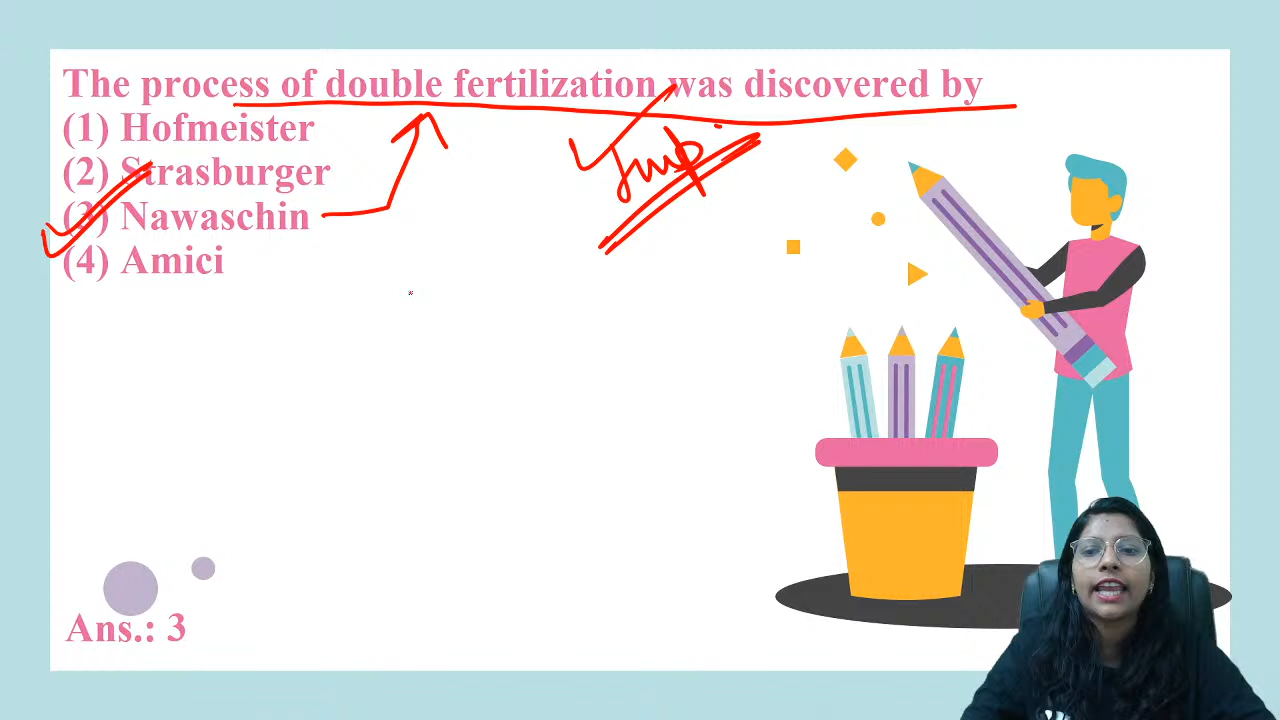 The process of double fertilization was discovered by
(1) Hofmeister
(2) Strasburger
(3) Nawaschin
(4) Amici
Imp.
Ans.: 3